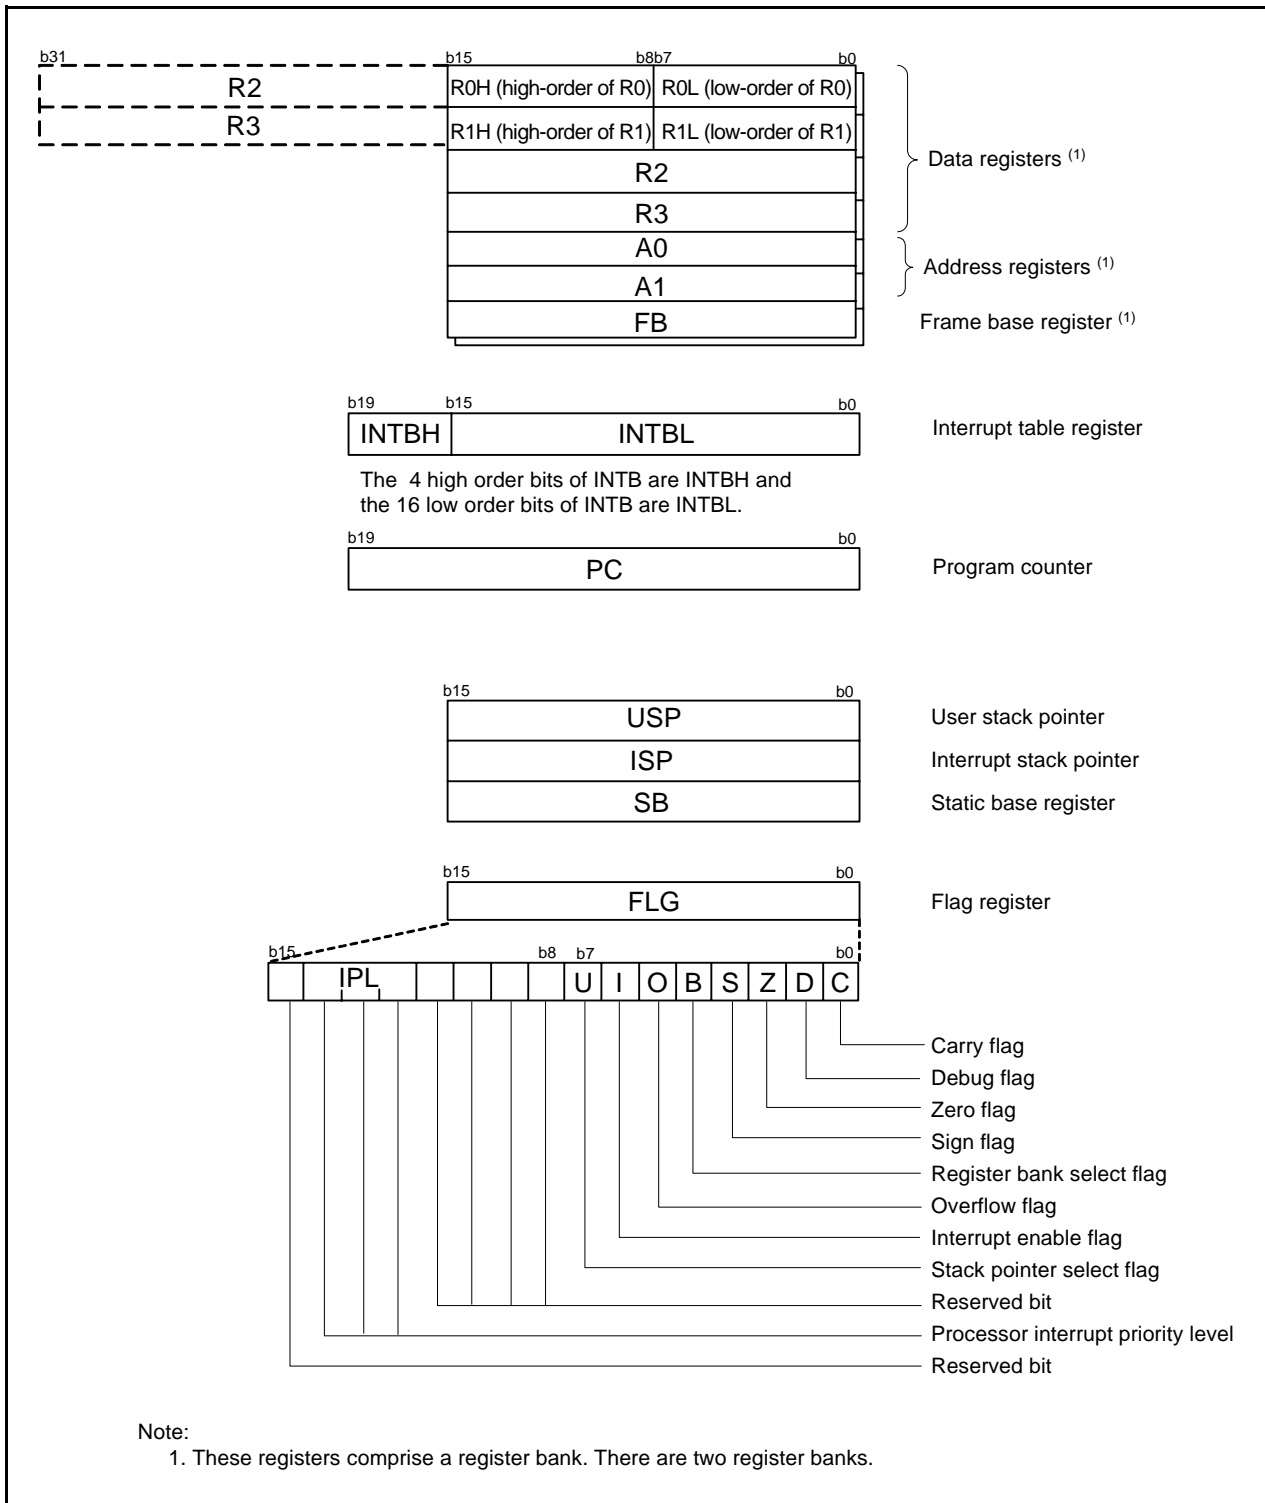 b31 b15 b8b7 b0
R2 R0H (high-order of R0) R0L (low-order of R0)
R3 R1H (high-order of R1) R1L (low-order of R1)
R2
Data registers (1)
R3
A0
Address registers (1)
A1
FB Frame base register (1)
b19 b15 b0
INTBH INTBL Interrupt table register
The 4 high order bits of INTB are INTBH and
the 16 low order bits of INTB are INTBL.
b19 b0
PC Program counter
b15 b0
USP User stack pointer
ISP Interrupt stack pointer
SB Static base register
b15 b0
FLG Flag register
b15 b8 b7 b0
IPL U I O B S Z D C
Carry flag
Debug flag
Zero flag
Sign flag
Register bank select flag
Overflow flag
Interrupt enable flag
Stack pointer select flag
Reserved bit
Processor interrupt priority level
Reserved bit
Note:
1. These registers comprise a register bank. There are two register banks.